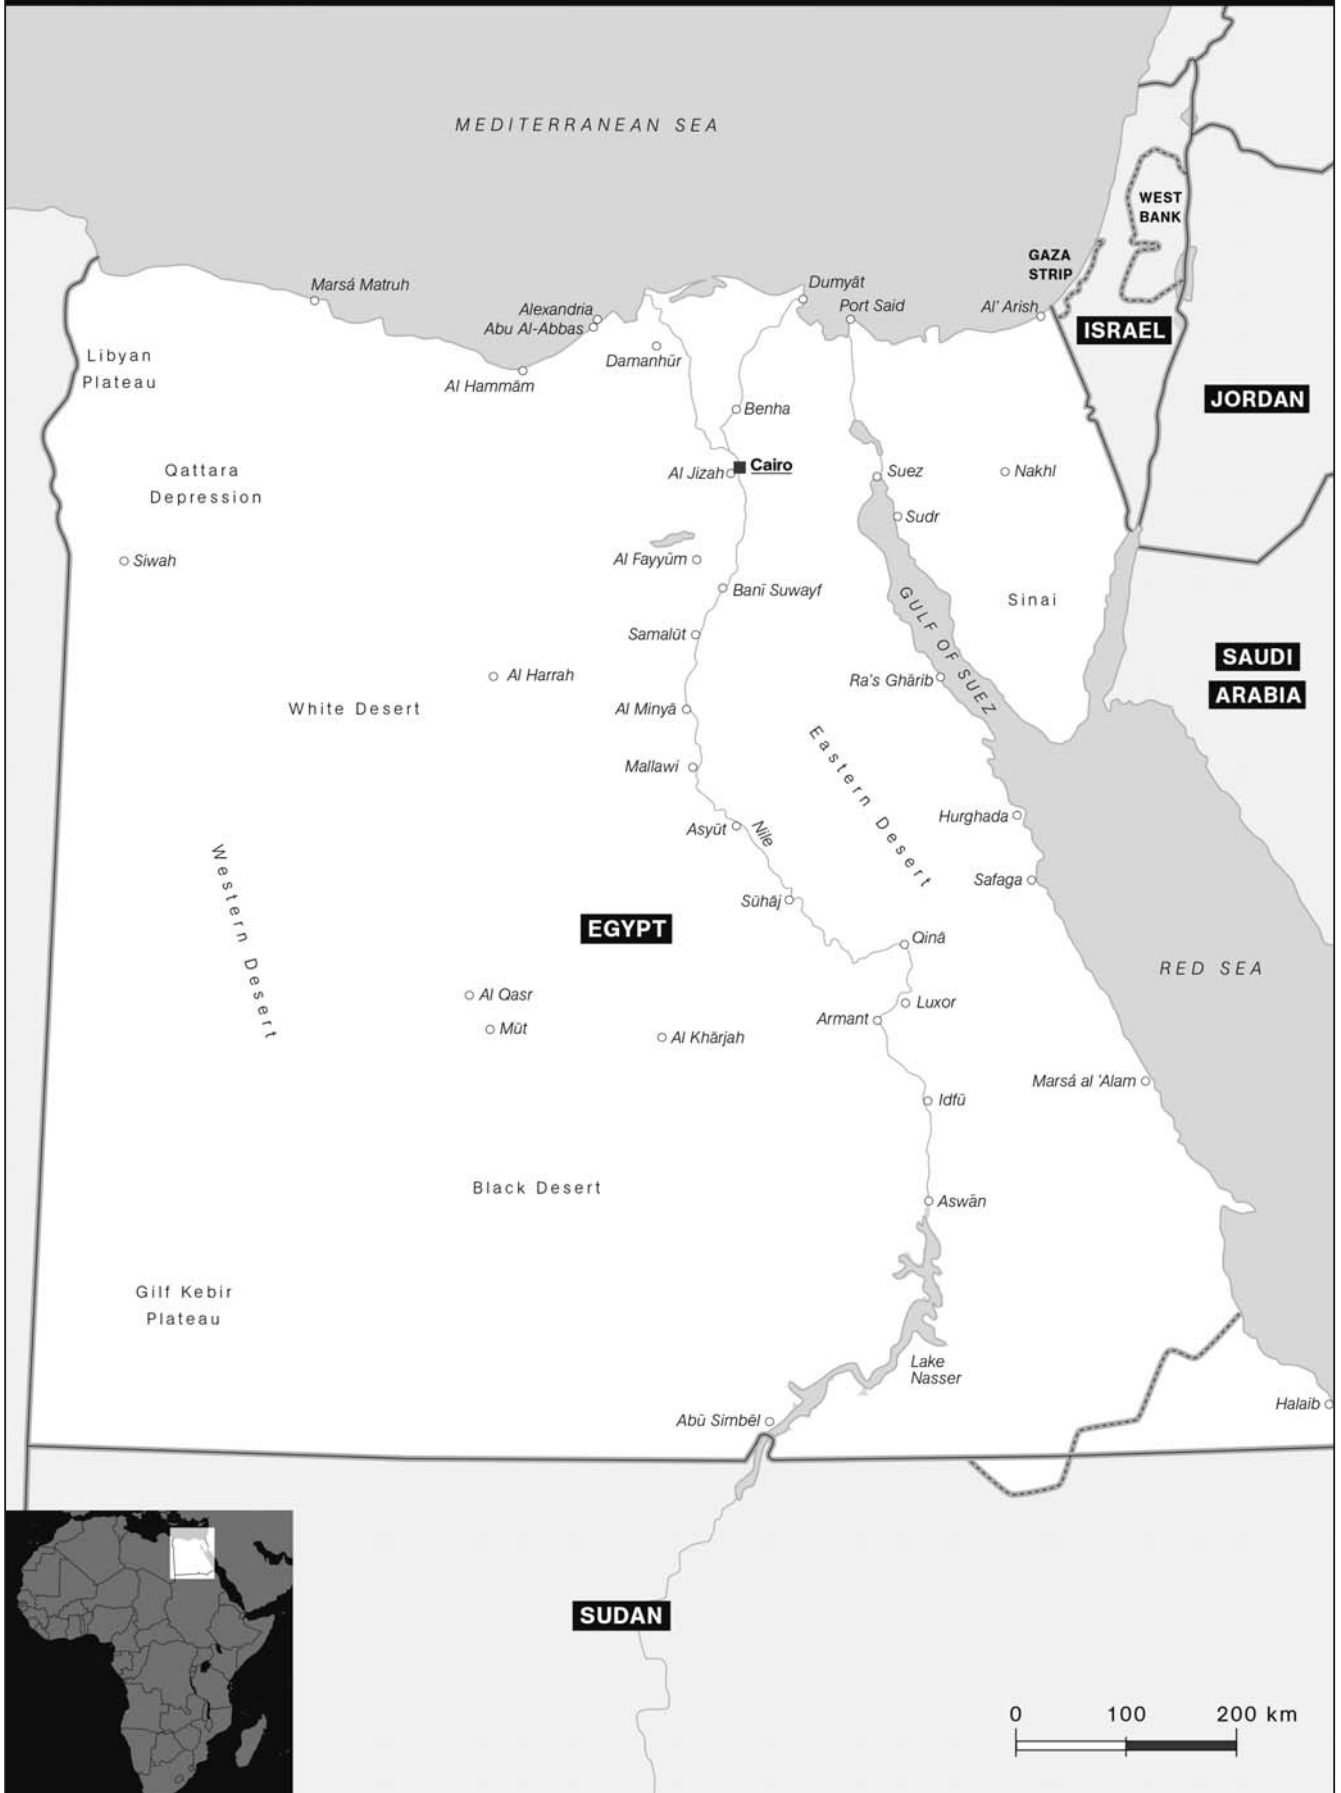 MEDITERRANEAN SEA
WEST
BANK
GAZA
STRIP
Marsá Matruh
Dumyāt
Alexandria
Port Said
Al' Arish
Abu Al-Abbas
ISRAEL
Libyan
Plateau
Damanhūr
Al Hammām
JORDAN
Benha
Qattara
Depression
Al Jizah
Cairo
Suez
Nakhl
Sudr
Siwah
Al Fayyūm
Banī Suwayf
Sinai
GULF OF SUEZ
Samalūt
SAUDI
ARABIA
Al Harrah
Ra's Ghārib
White Desert
Al Minyā
Eastern Desert
Mallawi
Hurghada
Asyūt
Nile
Western Desert
Safaga
Sūhāj
EGYPT
Qinā
RED SEA
Al Qasr
Luxor
Mūt
Armant
Al Khārjah
Marsá al 'Alam
Idfū
Black Desert
Aswān
Gilf Kebir
Plateau
Lake
Nasser
Halaib
Abū Simbēl
SUDAN
0 100 200 km